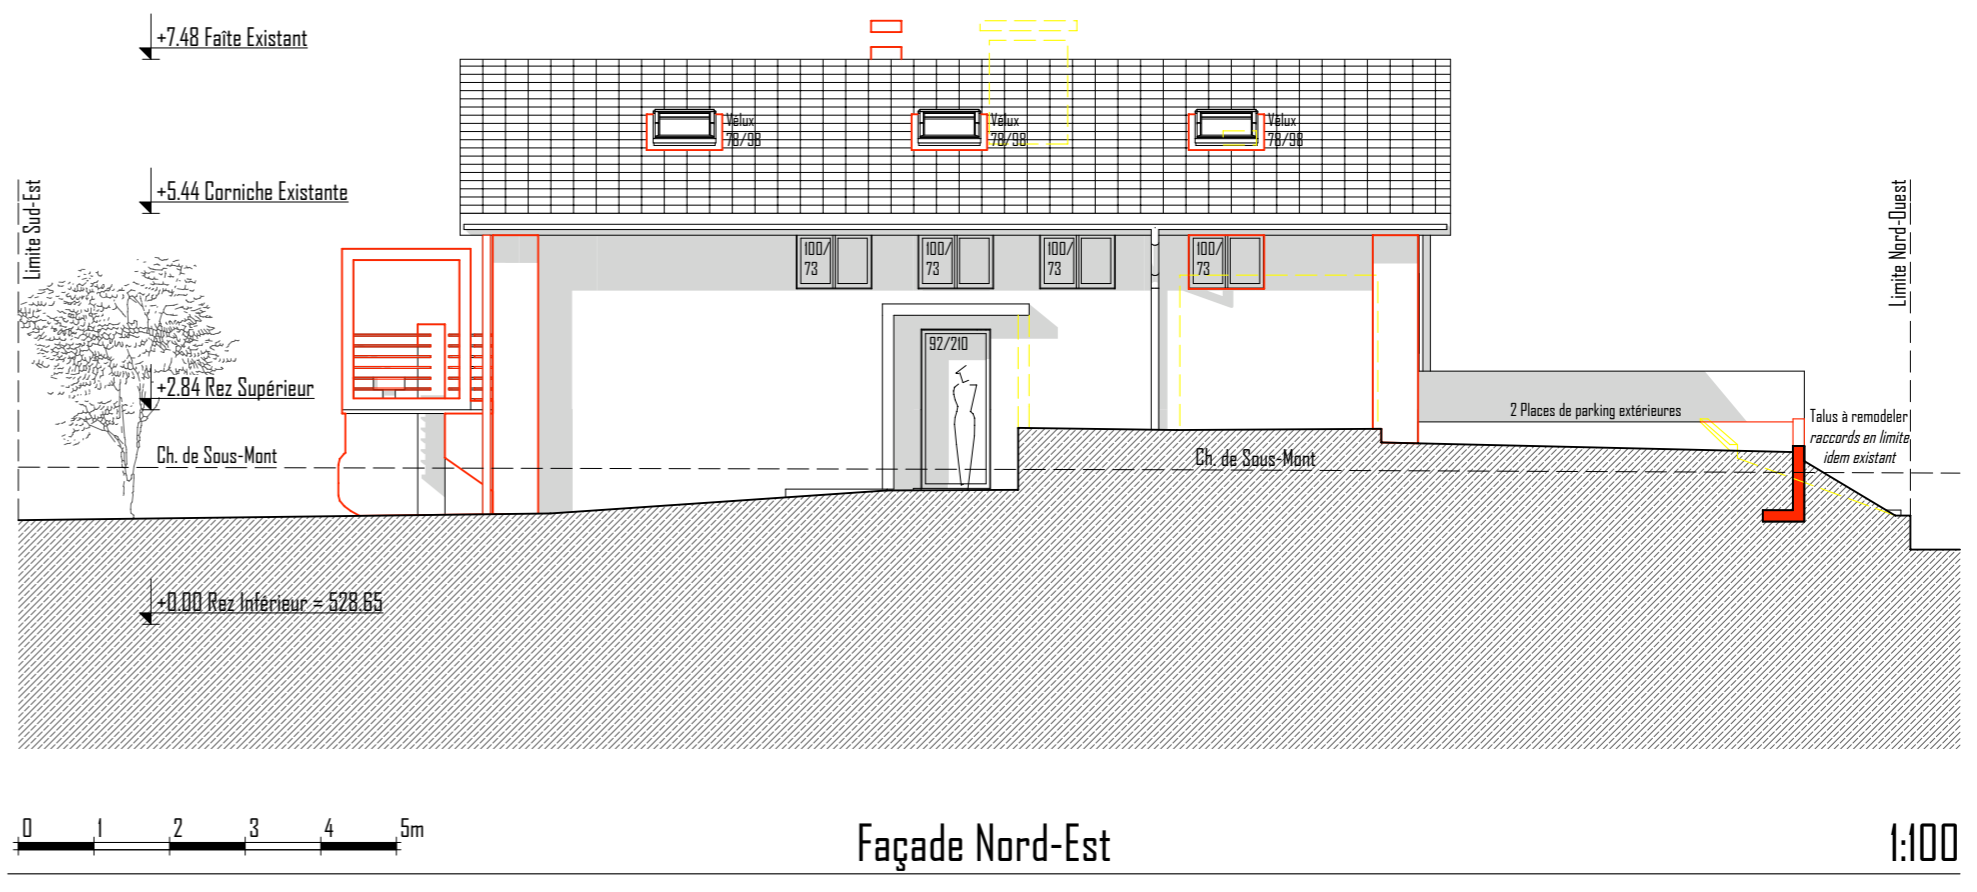 +7.48 Faîte Existant
Vélux
78/98
Vélux
78/98
Vélux
78/98
+5.44 Corniche Existante
Limite Sud-Est
Limite Nord-Ouest
100/
73
100/
73
100/
73
100/
73
92/210
+2.84 Rez Supérieur
2 Places de parking extérieures
Talus à remodeler
raccords en limite
idem existant
Ch. de Sous-Mont
Ch. de Sous-Mont
+0.00 Rez Inférieur = 528.65
0 1 2 3 4 5m
Façade Nord-Est
1:100